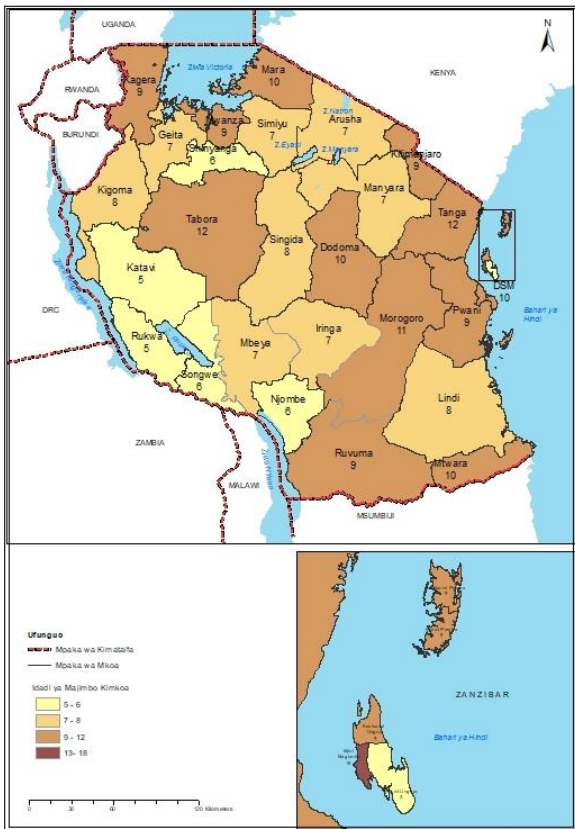 UGANDA
N
KENYA
Ziwa Victoria
Kagera
9
Mara
10
RWANDA
Mwanza
9
BURUNDI
Geita
7
Simiyu
7
Z.Natron
Arusha
7
Shinyanga
6
Z.Eyasi
Z.Manyara
Kilimanjaro
9
Kigoma
8
Manyara
7
Tabora
12
Tanga
12
Singida
8
Dodoma
10
Katavi
5
DSM
10
DRC
Morogoro
11
Pwani
9
Bahari ya
Hindi
Rukwa
5
Mbeya
7
Iringa
7
Songwe
6
Njombe
6
Lindi
8
ZAMBIA
Ruvuma
9
Mtwara
10
MALAWI
MSUMBIJI
Ufunguo
Mpaka wa Kimataifa
Mpaka wa Mkoa
Idadi ya Majimbo Kimkoa
5 - 6
7 - 8
9 - 12
13- 18
0 30 60 120 Kilometers
ZANZIBAR
Bahari ya Hindi